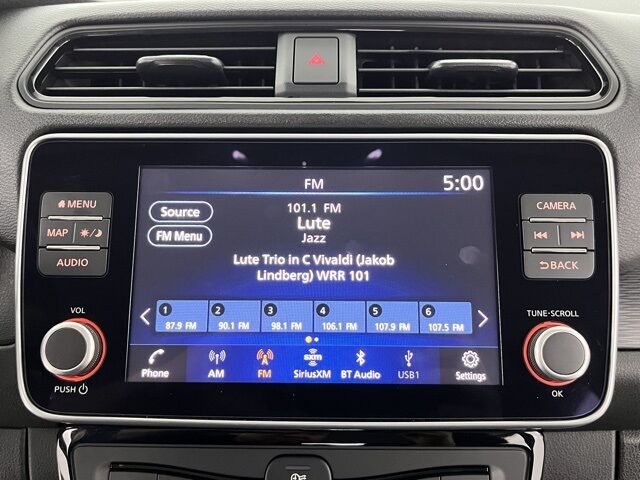 FM
5:00
MENU
MAP
AUDIO
VOL
PUSH
Source
FM Menu
101.1 FM
Lute
Jazz
Lute Trio in C Vivaldi (Jakob
Lindberg) WRR 101
1 2 3 4 5 6
87.9 FM 90.1 FM 98.1 FM 106.1 FM 107.9 FM 107.5 FM
Phone AM FM SiriusXM BT Audio USB1 Settings
sxm
CAMERA
BACK
TUNE-SCROLL
OK